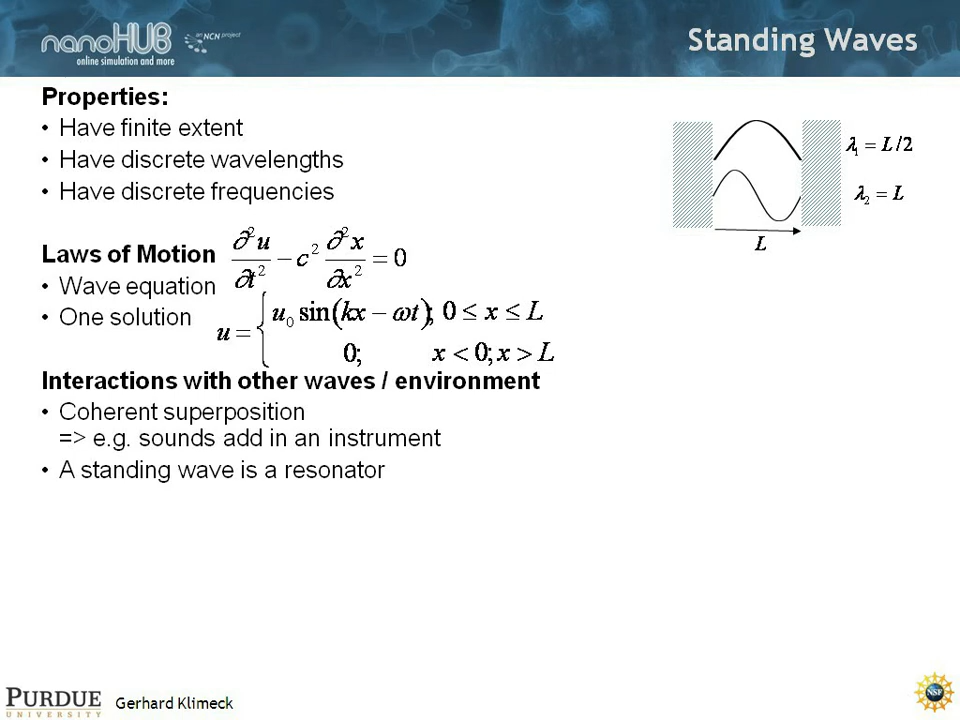 nanoHUB an NCN project
online simulation and more
Standing Waves
Properties:
• Have finite extent
• Have discrete wavelengths
• Have discrete frequencies
λ₁ = L/2
λ₂ = L
L
Laws of Motion ∂²u/∂t² − c² ∂²x/∂x² = 0
• Wave equation
• One solution
u = { u₀ sin(kx − ωt); 0 ≤ x ≤ L
0; x < 0; x > L
Interactions with other waves / environment
• Coherent superposition
=> e.g. sounds add in an instrument
• A standing wave is a resonator
PURDUE
UNIVERSITY
Gerhard Klimeck
NSF